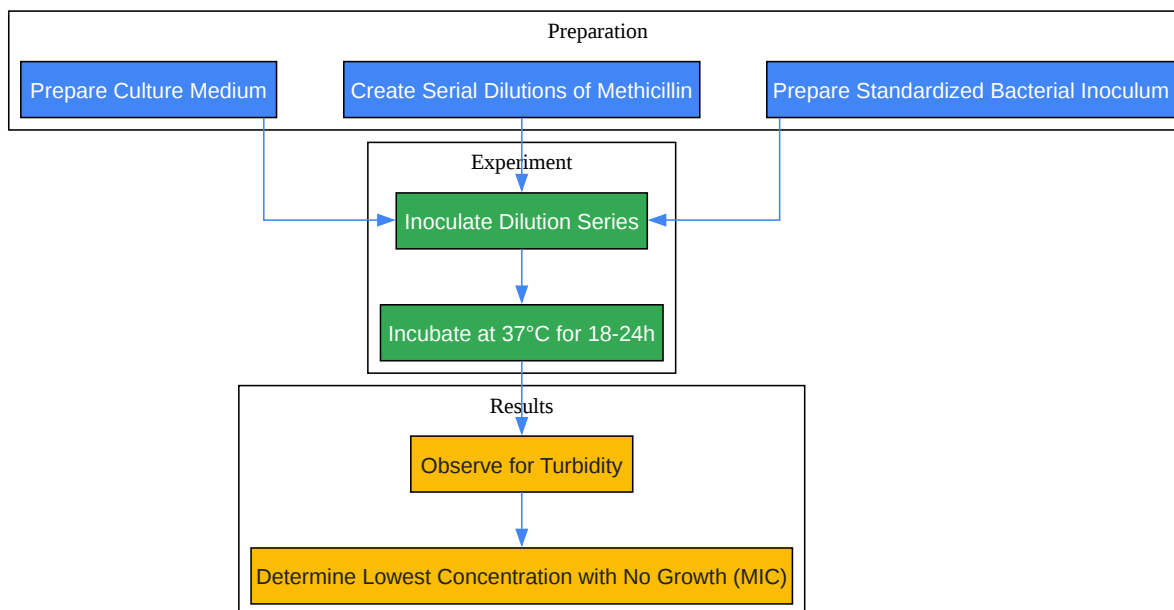 Preparation
Prepare Culture Medium
Create Serial Dilutions of Methicillin
Prepare Standardized Bacterial Inoculum
Experiment
Inoculate Dilution Series
Incubate at 37°C for 18-24h
Results
Observe for Turbidity
Determine Lowest Concentration with No Growth (MIC)